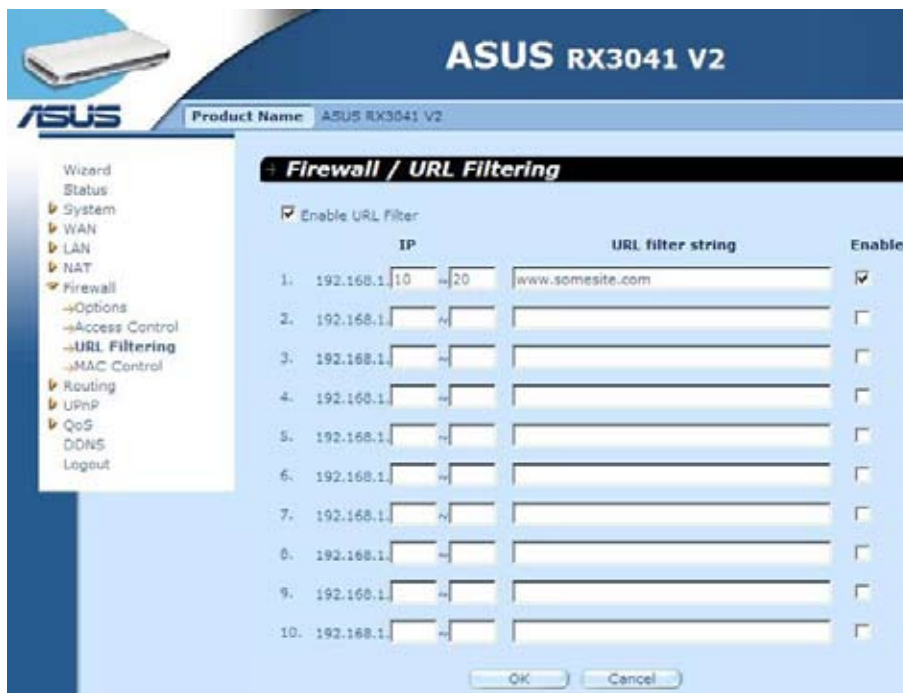 ASUS RX3041 V2
ASUS
Product Name ASUS RX3041 V2
Wizard
Status
System
WAN
LAN
NAT
Firewall
Options
Access Control
URL Filtering
MAC Control
Routing
UPnP
QoS
DDNS
Logout
Firewall / URL Filtering
Enable URL Filter
IP URL filter string Enable
1. 192.168.1. 10 ~ 20 www.somesite.com
2. 192.168.1. ~
3. 192.168.1. ~
4. 192.168.1. ~
5. 192.168.1. ~
6. 192.168.1. ~
7. 192.168.1. ~
8. 192.168.1. ~
9. 192.168.1. ~
10. 192.168.1. ~
OK Cancel